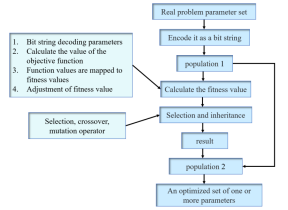 Real problem parameter set
Encode it as a bit string
1. Bit string decoding parameters
2. Calculate the value of the
objective function
3. Function values are mapped to
fitness values
4. Adjustment of fitness value
population 1
Calculate the fitness value
Selection, crossover,
mutation operator
Selection and inheritance
result
population 2
An optimized set of one or
more parameters